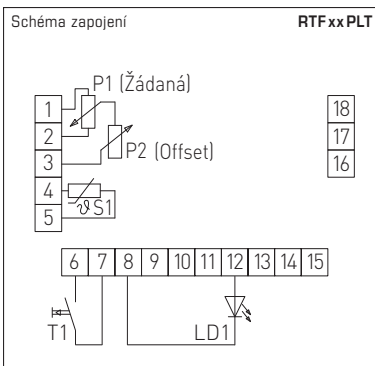 Schéma zapojení RTF xx PLT
P1 (Žádaná)
1
2
3
4
5
P2 (Offset)
ϑ S1
18
17
16
6 7 8 9 10 11 12 13 14 15
T1
LD1